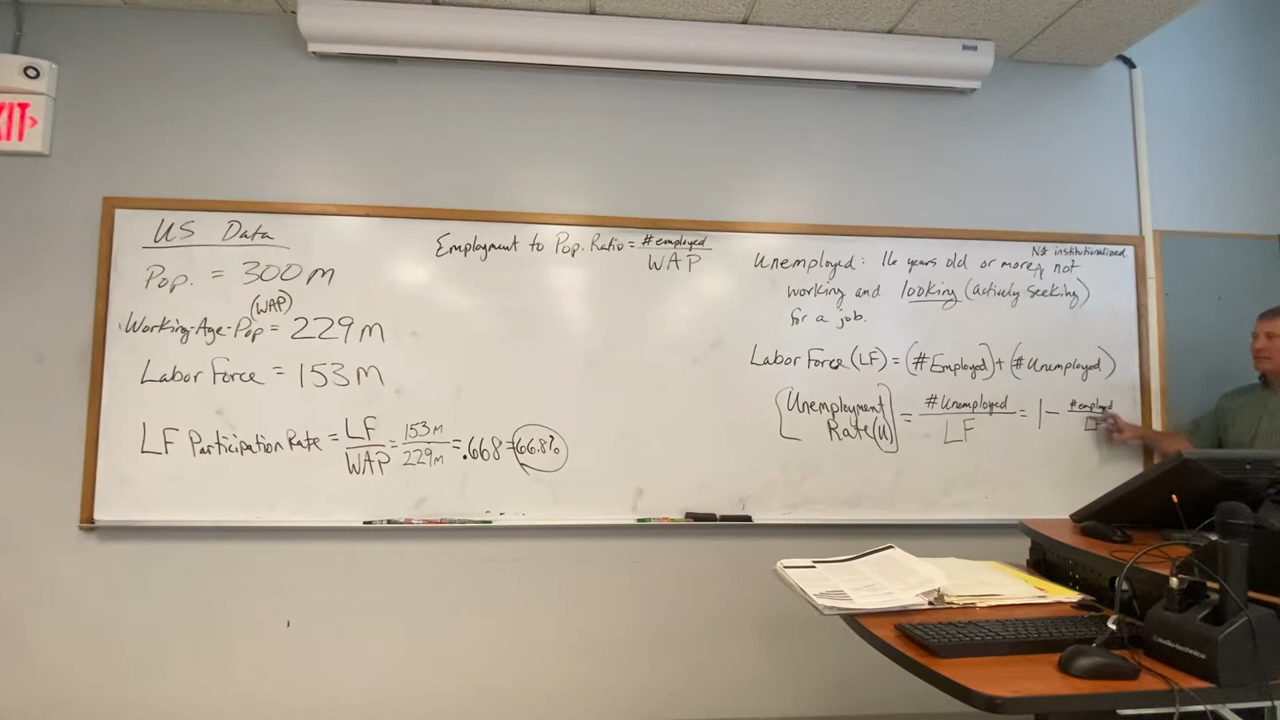 EXIT
US Data
Pop. = 300m
(WAP)
Working-Age-Pop = 229m
Labor Force = 153m
LF Participation Rate = LF/WAP = 153m/229m = .668 = 66.8%
Employment to Pop. Ratio = #employed/WAP
Not institutionalized
Unemployed: 16 years old or more, not
working and looking (actively seeking)
for a job.
Labor Force (LF) = (#Employed) + (#Unemployed)
[Unemployment Rate (U)] = #Unemployed/LF = 1 - #employed/LF